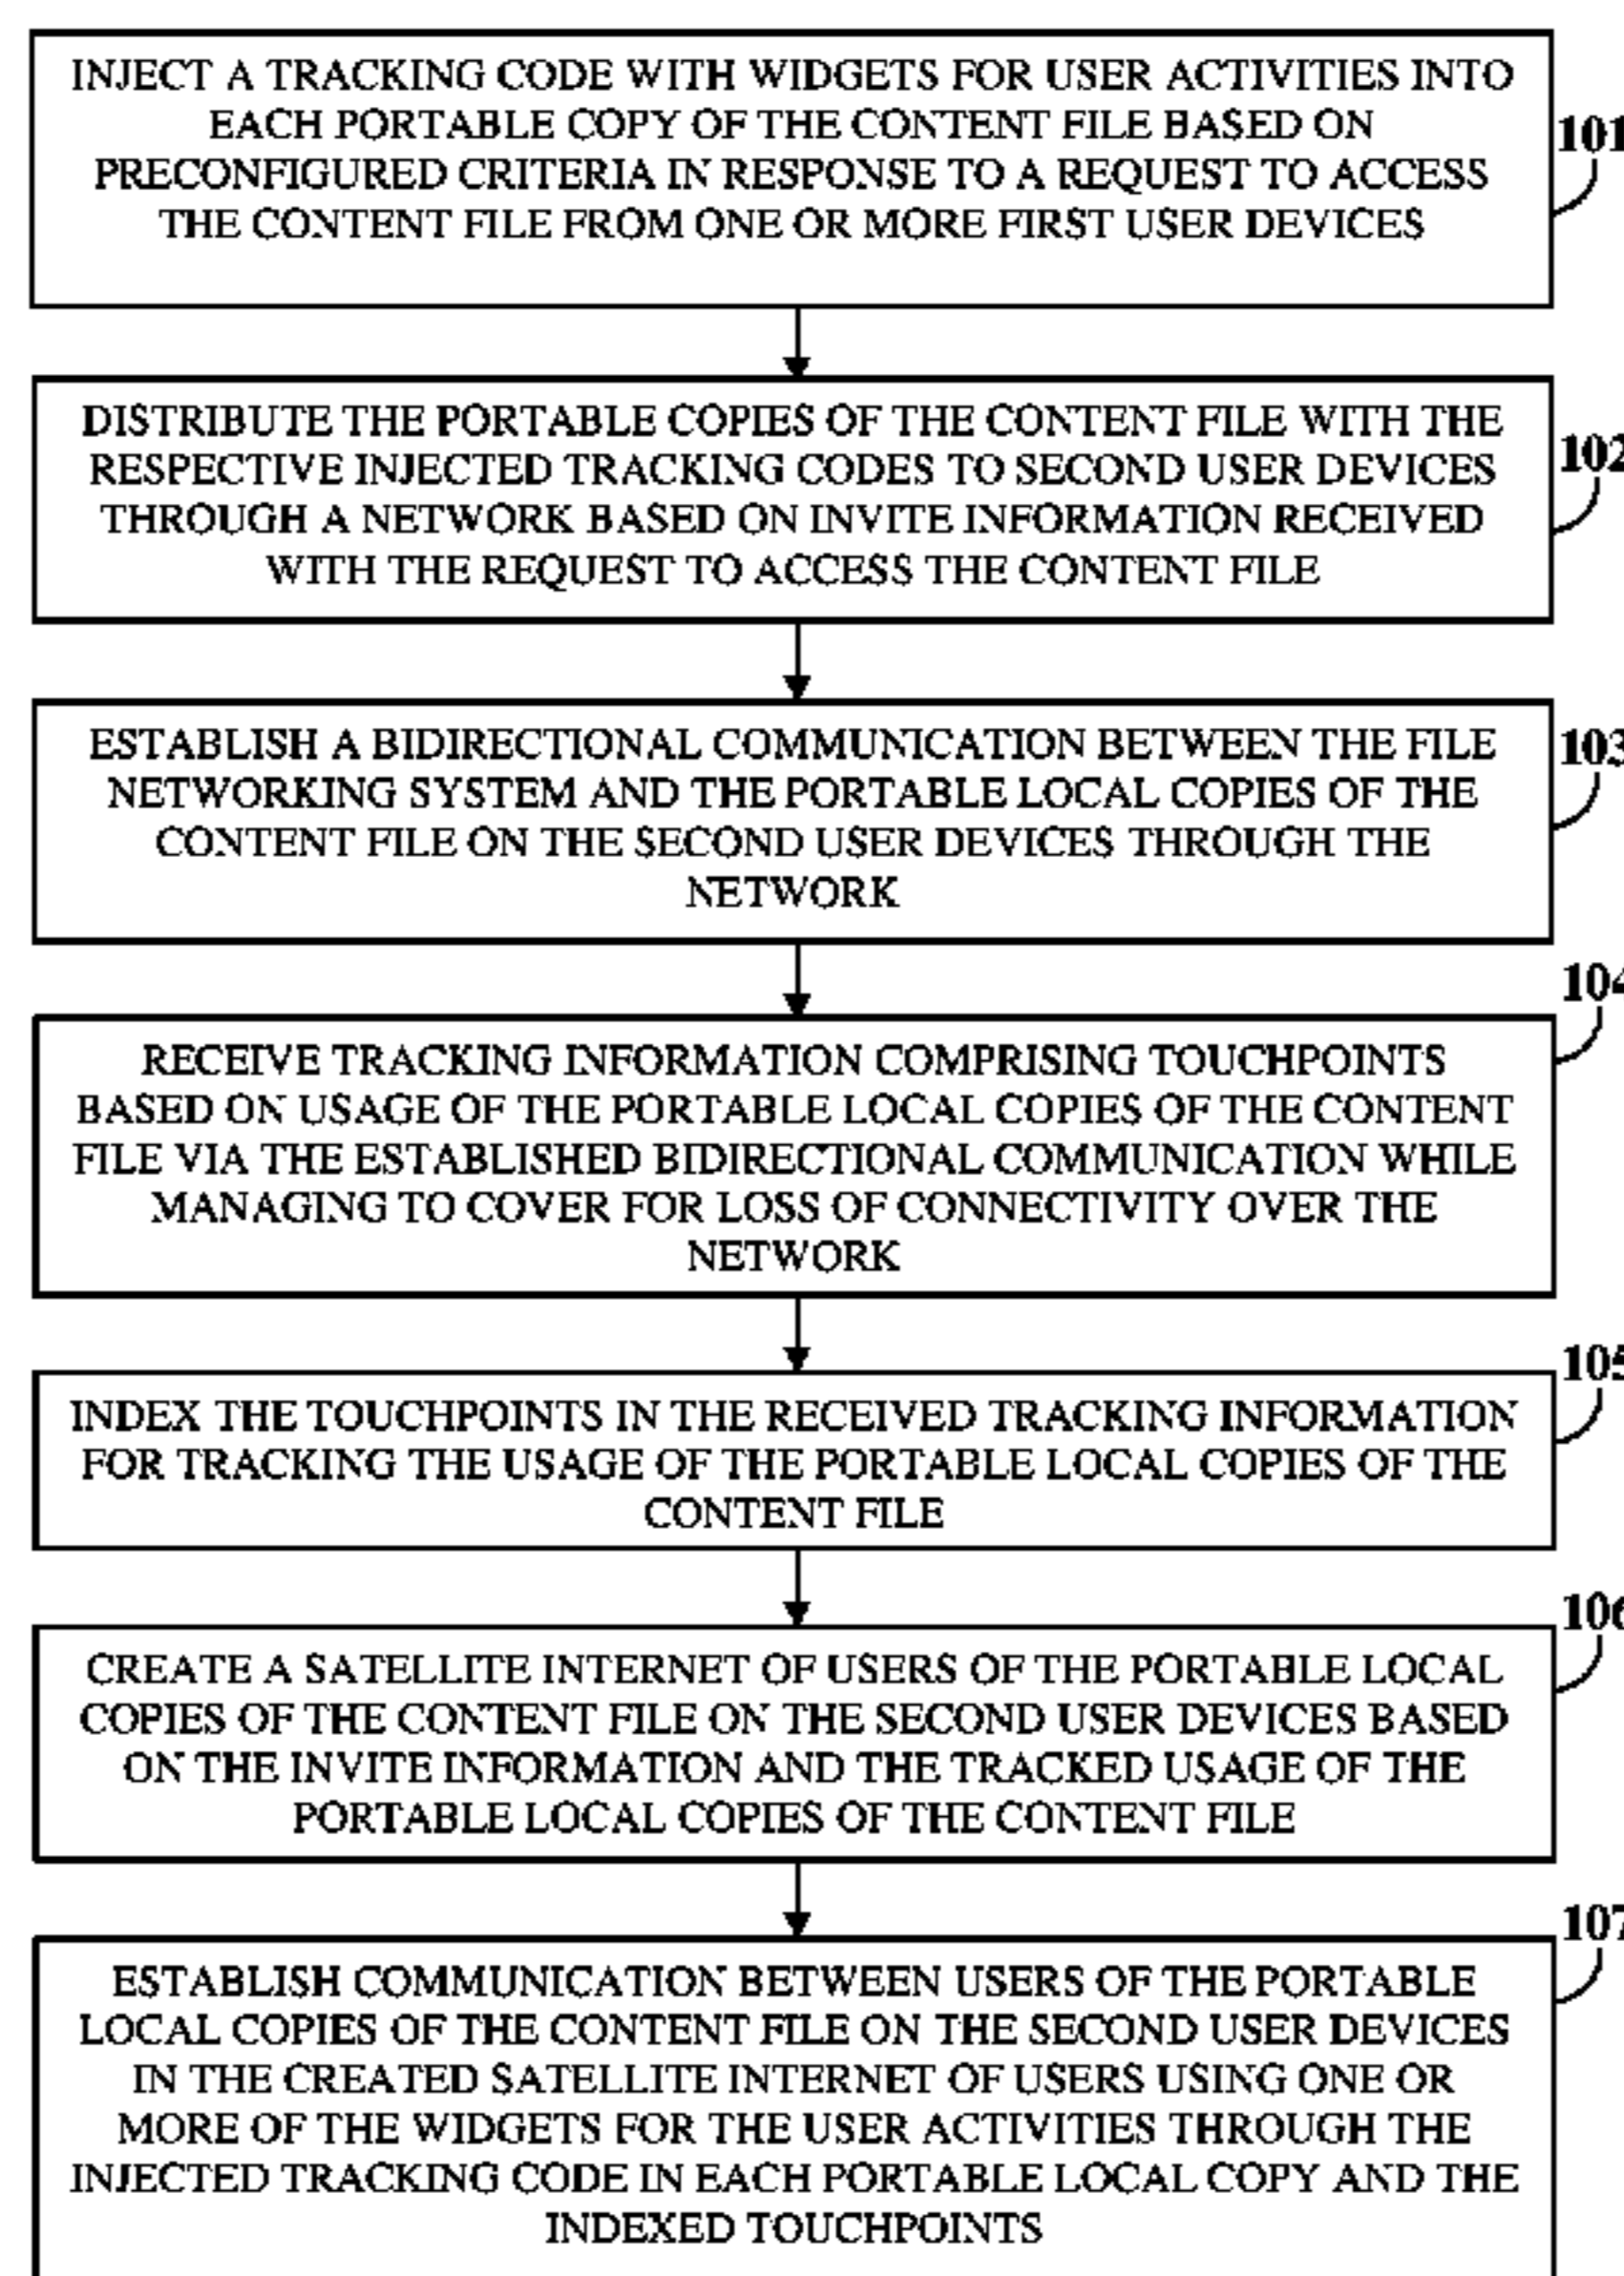 INJECT A TRACKING CODE WITH WIDGETS FOR USER ACTIVITIES INTO
EACH PORTABLE COPY OF THE CONTENT FILE BASED ON
PRECONFIGURED CRITERIA IN RESPONSE TO A REQUEST TO ACCESS
THE CONTENT FILE FROM ONE OR MORE FIRST USER DEVICES
101
DISTRIBUTE THE PORTABLE COPIES OF THE CONTENT FILE WITH THE
RESPECTIVE INJECTED TRACKING CODES TO SECOND USER DEVICES
THROUGH A NETWORK BASED ON INVITE INFORMATION RECEIVED
WITH THE REQUEST TO ACCESS THE CONTENT FILE
102
ESTABLISH A BIDIRECTIONAL COMMUNICATION BETWEEN THE FILE
NETWORKING SYSTEM AND THE PORTABLE LOCAL COPIES OF THE
CONTENT FILE ON THE SECOND USER DEVICES THROUGH THE
NETWORK
103
RECEIVE TRACKING INFORMATION COMPRISING TOUCHPOINTS
BASED ON USAGE OF THE PORTABLE LOCAL COPIES OF THE CONTENT
FILE VIA THE ESTABLISHED BIDIRECTIONAL COMMUNICATION WHILE
MANAGING TO COVER FOR LOSS OF CONNECTIVITY OVER THE
NETWORK
104
INDEX THE TOUCHPOINTS IN THE RECEIVED TRACKING INFORMATION
FOR TRACKING THE USAGE OF THE PORTABLE LOCAL COPIES OF THE
CONTENT FILE
105
CREATE A SATELLITE INTERNET OF USERS OF THE PORTABLE LOCAL
COPIES OF THE CONTENT FILE ON THE SECOND USER DEVICES BASED
ON THE INVITE INFORMATION AND THE TRACKED USAGE OF THE
PORTABLE LOCAL COPIES OF THE CONTENT FILE
106
ESTABLISH COMMUNICATION BETWEEN USERS OF THE PORTABLE
LOCAL COPIES OF THE CONTENT FILE ON THE SECOND USER DEVICES
IN THE CREATED SATELLITE INTERNET OF USERS USING ONE OR
MORE OF THE WIDGETS FOR THE USER ACTIVITIES THROUGH THE
INJECTED TRACKING CODE IN EACH PORTABLE LOCAL COPY AND THE
INDEXED TOUCHPOINTS
107